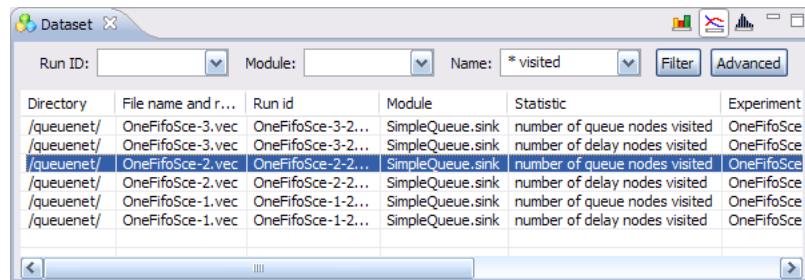 Dataset
Run ID: Module: Name: * visited Filter Advanced
Directory File name and r... Run id Module Statistic Experiment
/queuenet/ OneFifoSce-3.vec OneFifoSce-3-2... SimpleQueue.sink number of queue nodes visited OneFifoSce
/queuenet/ OneFifoSce-3.vec OneFifoSce-3-2... SimpleQueue.sink number of delay nodes visited OneFifoSce
/queuenet/ OneFifoSce-2.vec OneFifoSce-2-2... SimpleQueue.sink number of queue nodes visited OneFifoSce
/queuenet/ OneFifoSce-2.vec OneFifoSce-2-2... SimpleQueue.sink number of delay nodes visited OneFifoSce
/queuenet/ OneFifoSce-1.vec OneFifoSce-1-2... SimpleQueue.sink number of queue nodes visited OneFifoSce
/queuenet/ OneFifoSce-1.vec OneFifoSce-1-2... SimpleQueue.sink number of delay nodes visited OneFifoSce